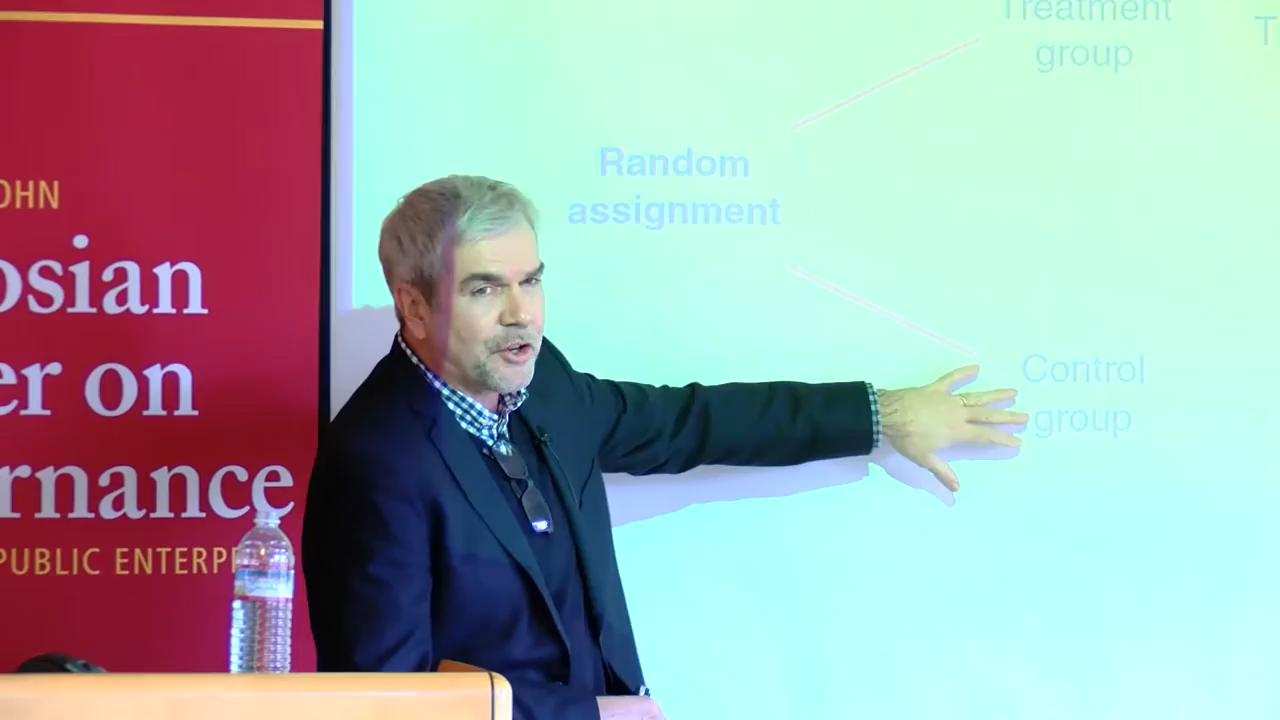 OHN
osian
er on
rnance
PUBLIC ENTERP
Treatment
group
T
Random
assignment
Control
group